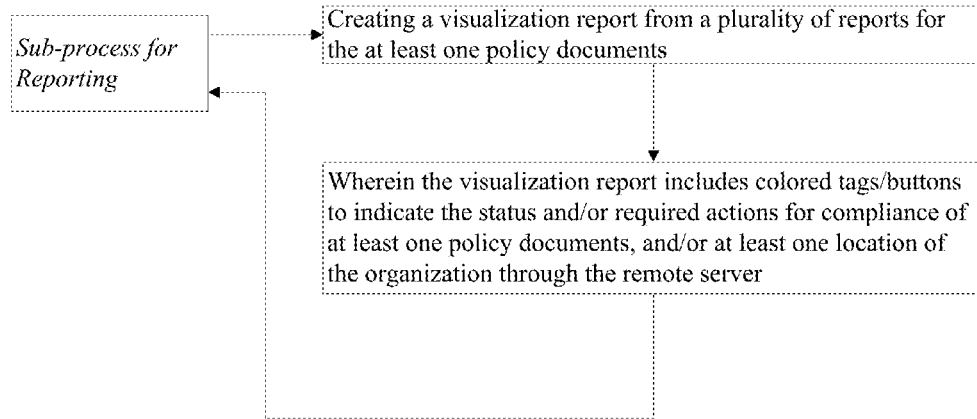 Sub-process for
Reporting
Creating a visualization report from a plurality of reports for
the at least one policy documents
Wherein the visualization report includes colored tags/buttons
to indicate the status and/or required actions for compliance of
at least one policy documents, and/or at least one location of
the organization through the remote server